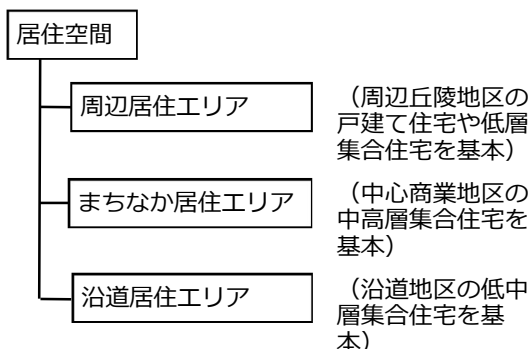 居住空間
周辺居住エリア
（周辺丘陵地区の
戸建て住宅や低層
集合住宅を基本）
まちなか居住エリア
（中心商業地区の
中高層集合住宅を
基本）
沿道居住エリア
（沿道地区の低中
層集合住宅を基
本）